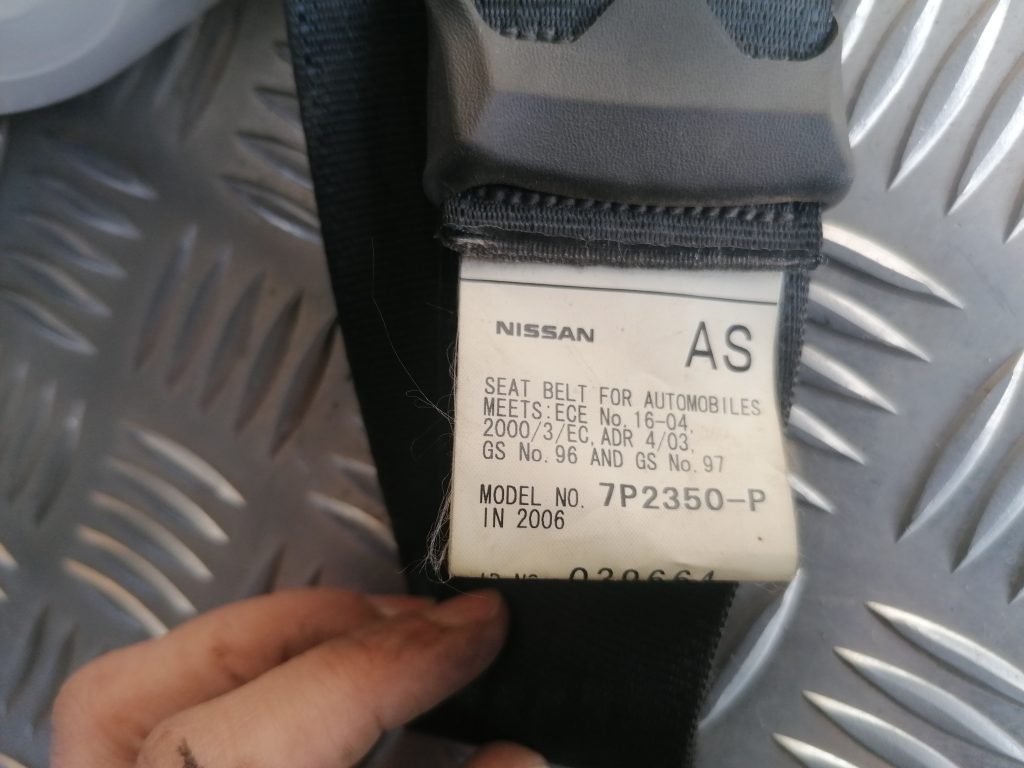 NISSAN AS
SEAT BELT FOR AUTOMOBILES
MEETS:ECE No.16-04,
2000/3/EC, ADR 4/03,
GS No.96 AND GS No.97
MODEL NO. 7P2350-P
IN 2006